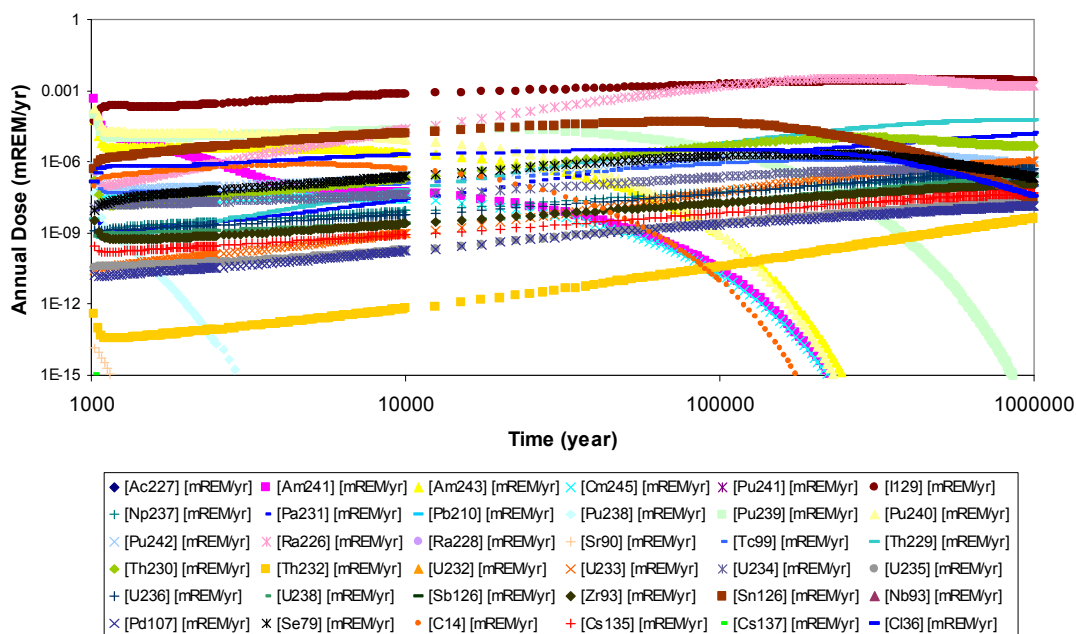 1
0.001
1E-06
1E-09
1E-12
1E-15
Annual Dose (mREM/yr)
1000 10000 100000 1000000
Time (year)
[Ac227] [mREM/yr] [Am241] [mREM/yr] [Am243] [mREM/yr] [Cm245] [mREM/yr] [Pu241] [mREM/yr] [I129] [mREM/yr]
[Np237] [mREM/yr] [Pa231] [mREM/yr] [Pb210] [mREM/yr] [Pu238] [mREM/yr] [Pu239] [mREM/yr] [Pu240] [mREM/yr]
[Pu242] [mREM/yr] [Ra226] [mREM/yr] [Ra228] [mREM/yr] [Sr90] [mREM/yr] [Tc99] [mREM/yr] [Th229] [mREM/yr]
[Th230] [mREM/yr] [Th232] [mREM/yr] [U232] [mREM/yr] [U233] [mREM/yr] [U234] [mREM/yr] [U235] [mREM/yr]
[U236] [mREM/yr] [U238] [mREM/yr] [Sb126] [mREM/yr] [Zr93] [mREM/yr] [Sn126] [mREM/yr] [Nb93] [mREM/yr]
[Pd107] [mREM/yr] [Se79] [mREM/yr] [C14] [mREM/yr] [Cs135] [mREM/yr] [Cs137] [mREM/yr] [Cl36] [mREM/yr]